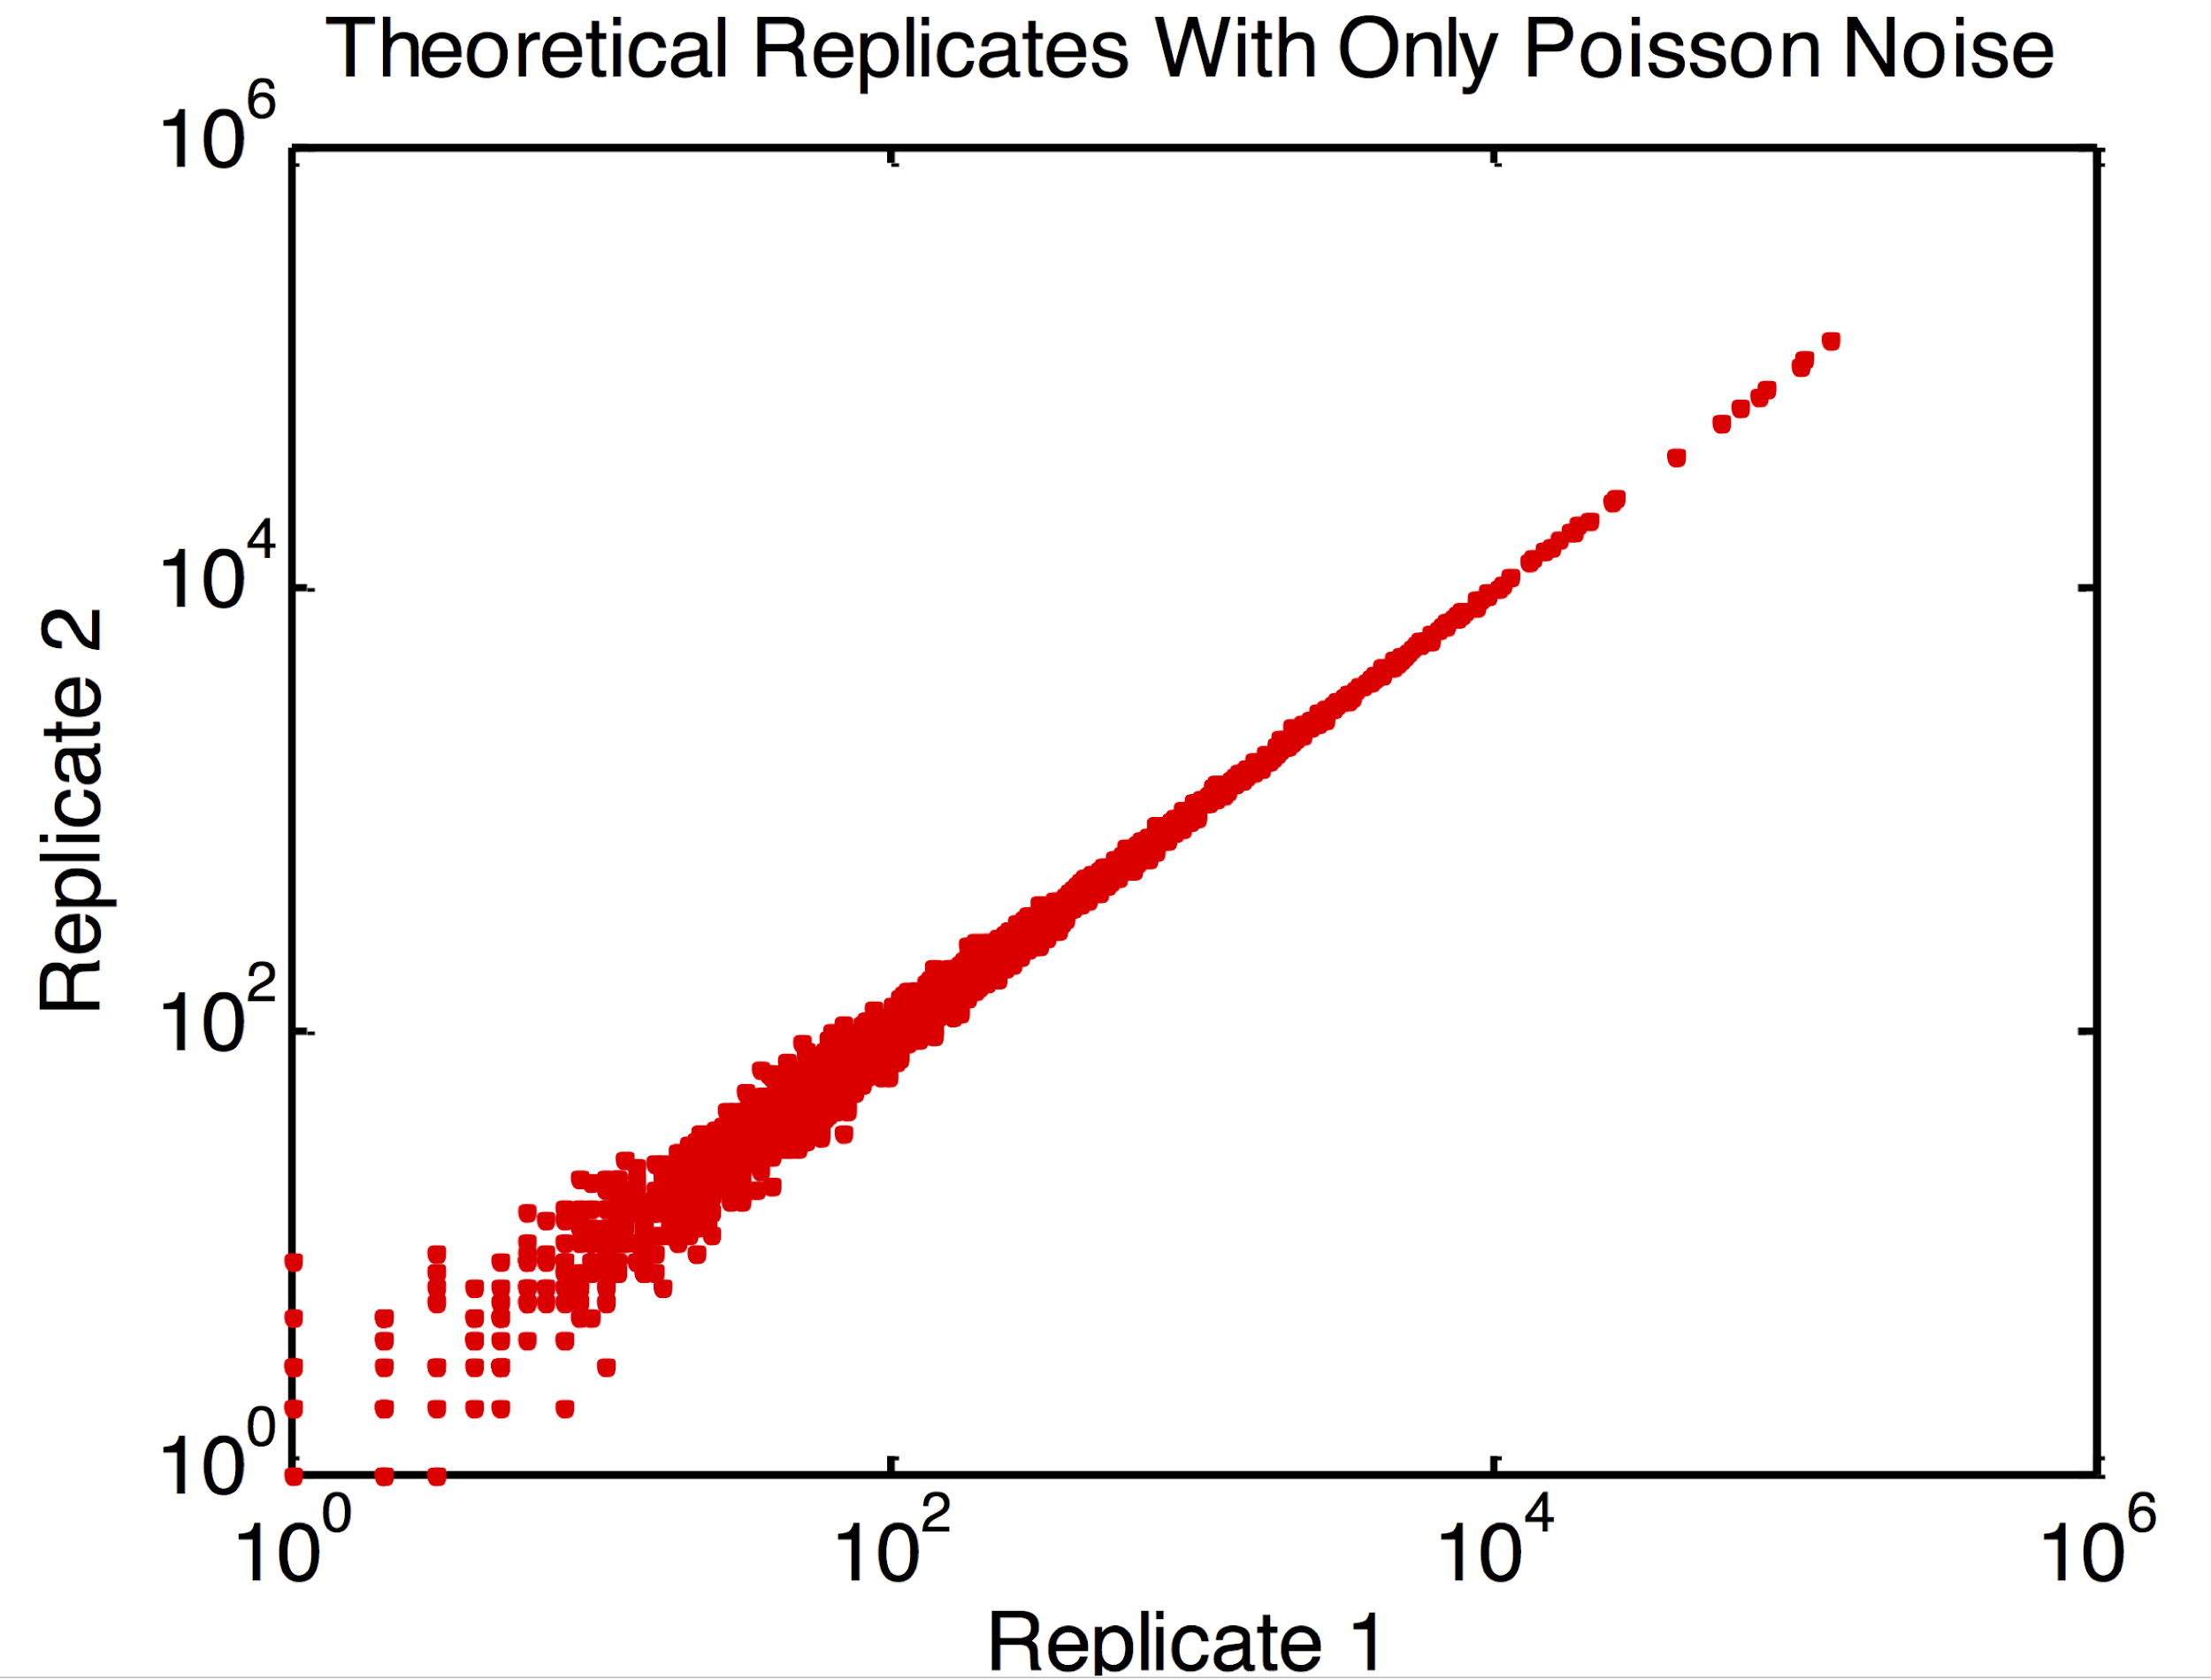 Theoretical Replicates With Only Poisson Noise
10^6
10^4
10^2
10^0
Replicate 2
10^0 10^2 10^4 10^6
Replicate 1